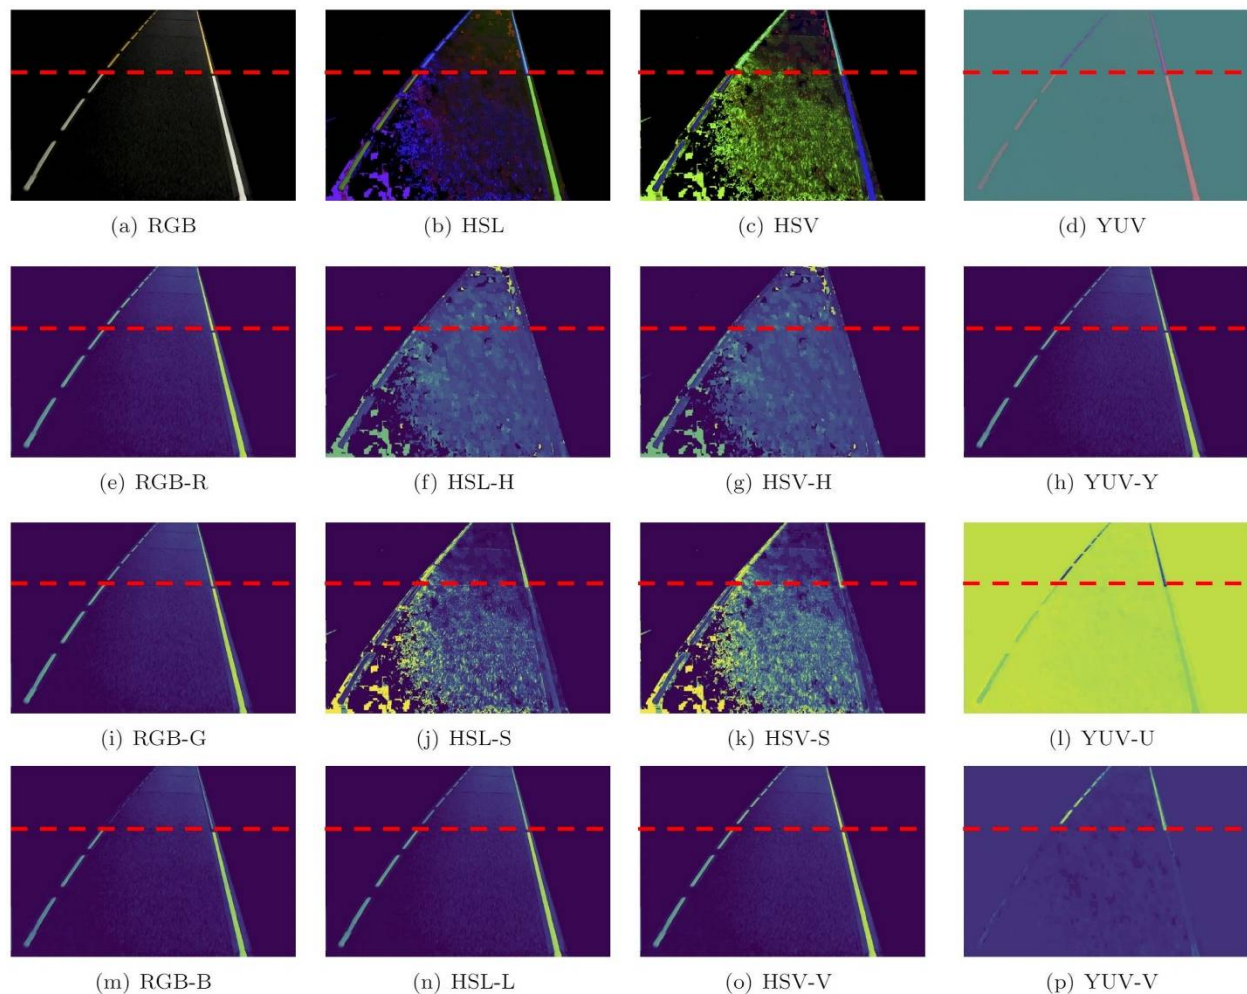 (a) RGB
(b) HSL
(c) HSV
(d) YUV
(e) RGB-R
(f) HSL-H
(g) HSV-H
(h) YUV-Y
(i) RGB-G
(j) HSL-S
(k) HSV-S
(l) YUV-U
(m) RGB-B
(n) HSL-L
(o) HSV-V
(p) YUV-V